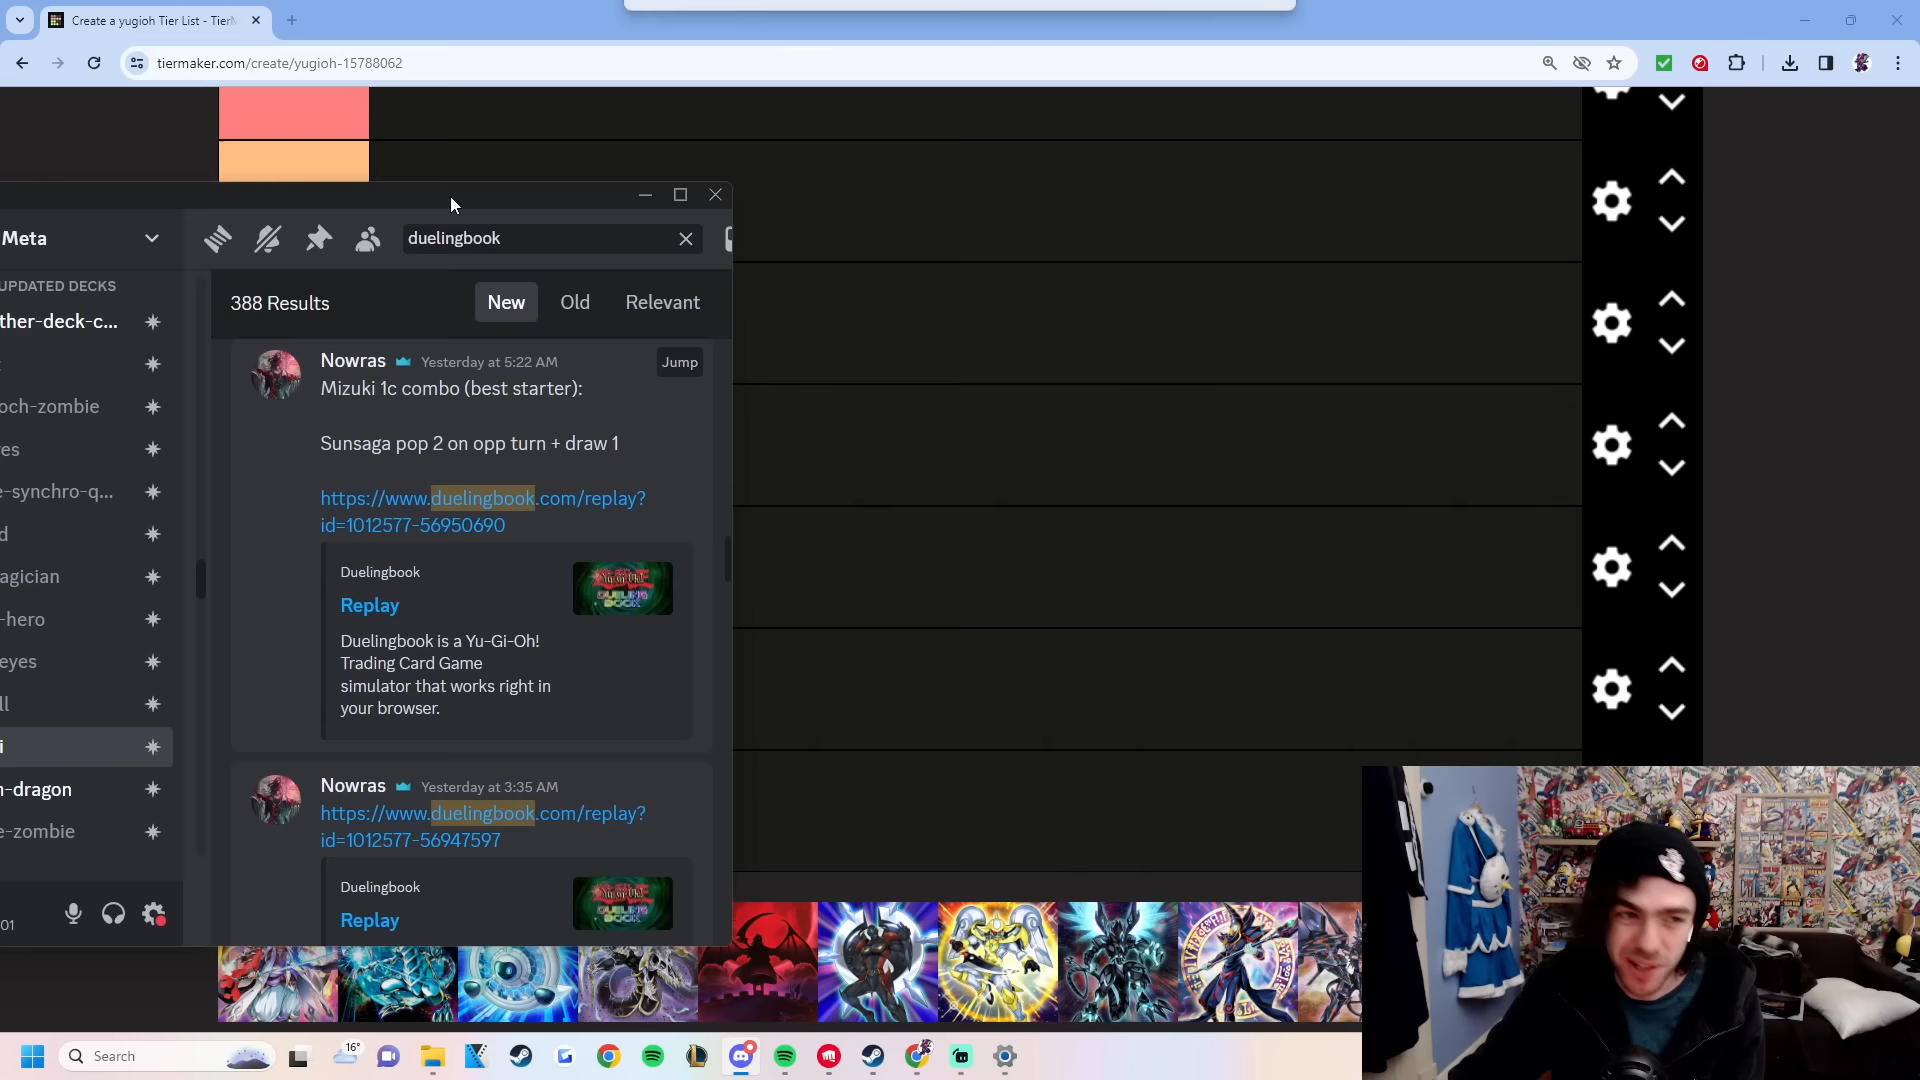 Create a yugioh Tier List - TierM
tiermaker.com/create/yugioh-15788062
Meta
duelingbook
UPDATED DECKS
388 Results
New
Old
Relevant
ther-deck-c...
och-zombie
es
e-synchro-q...
d
agician
-hero
eyes
ll
i
n-dragon
e-zombie
01
Nowras
Yesterday at 5:22 AM
Jump
Mizuki 1c combo (best starter):
Sunsaga pop 2 on opp turn + draw 1
https://www.duelingbook.com/replay?
id=1012577-56950690
Duelingbook
Replay
Duelingbook is a Yu-Gi-Oh!
Trading Card Game
simulator that works right in
your browser.
Nowras
Yesterday at 3:35 AM
https://www.duelingbook.com/replay?
id=1012577-56947597
Duelingbook
Replay
Search
16°